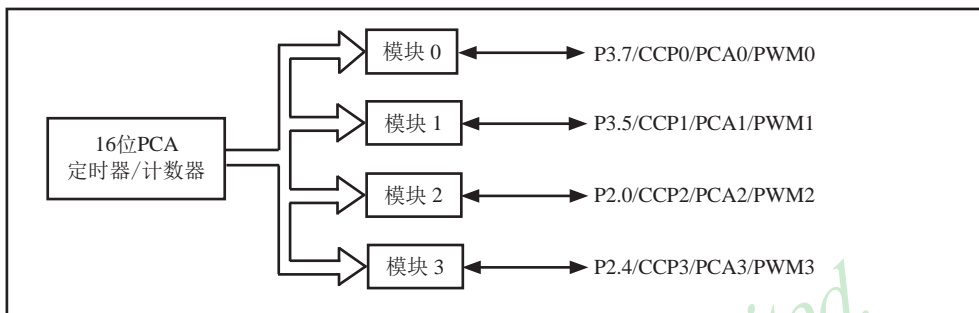 模块 0
P3.7/CCP0/PCA0/PWM0
模块 1
P3.5/CCP1/PCA1/PWM1
16位PCA
定时器/计数器
模块 2
P2.0/CCP2/PCA2/PWM2
模块 3
P2.4/CCP3/PCA3/PWM3